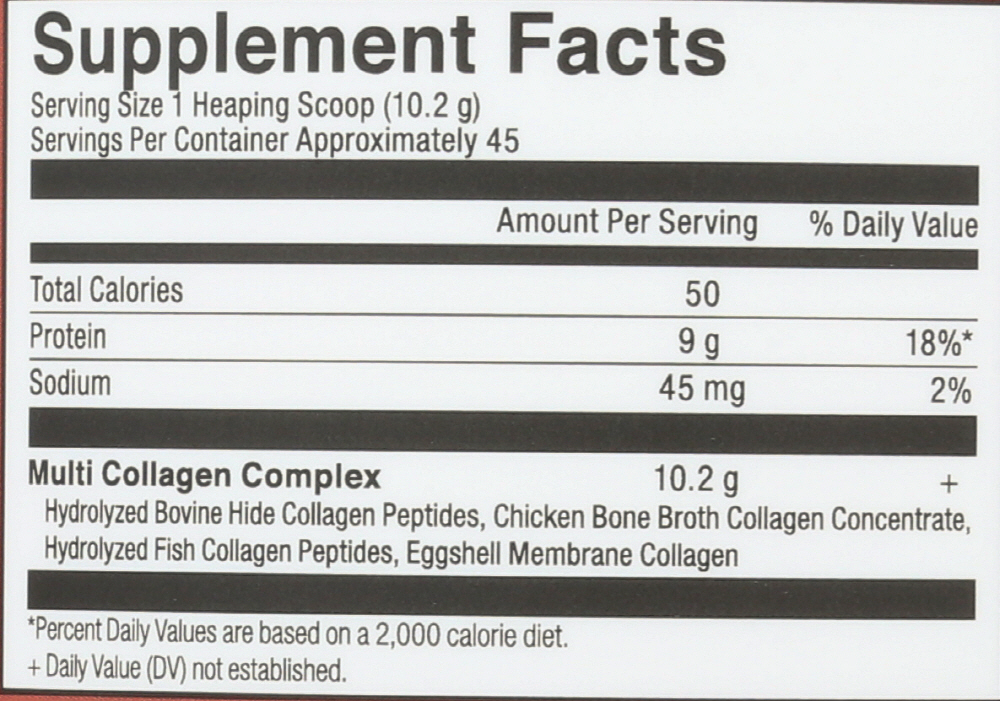 Supplement Facts
Serving Size 1 Heaping Scoop (10.2 g)
Servings Per Container Approximately 45
Amount Per Serving % Daily Value
Total Calories 50
Protein 9 g 18%*
Sodium 45 mg 2%
Multi Collagen Complex 10.2 g +
Hydrolyzed Bovine Hide Collagen Peptides, Chicken Bone Broth Collagen Concentrate,
Hydrolyzed Fish Collagen Peptides, Eggshell Membrane Collagen
*Percent Daily Values are based on a 2,000 calorie diet.
+ Daily Value (DV) not established.